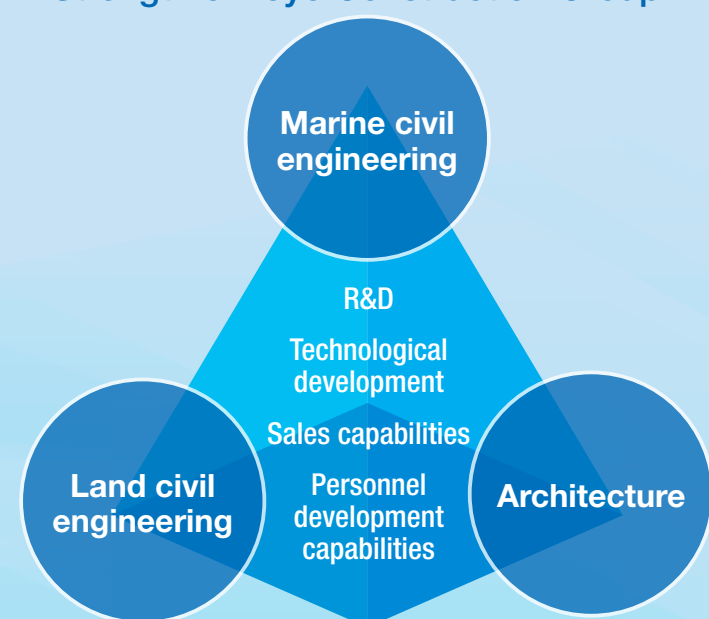 Marine civil
engineering
R&D
Technological
development
Sales capabilities
Personnel
development
capabilities
Land civil
engineering
Architecture